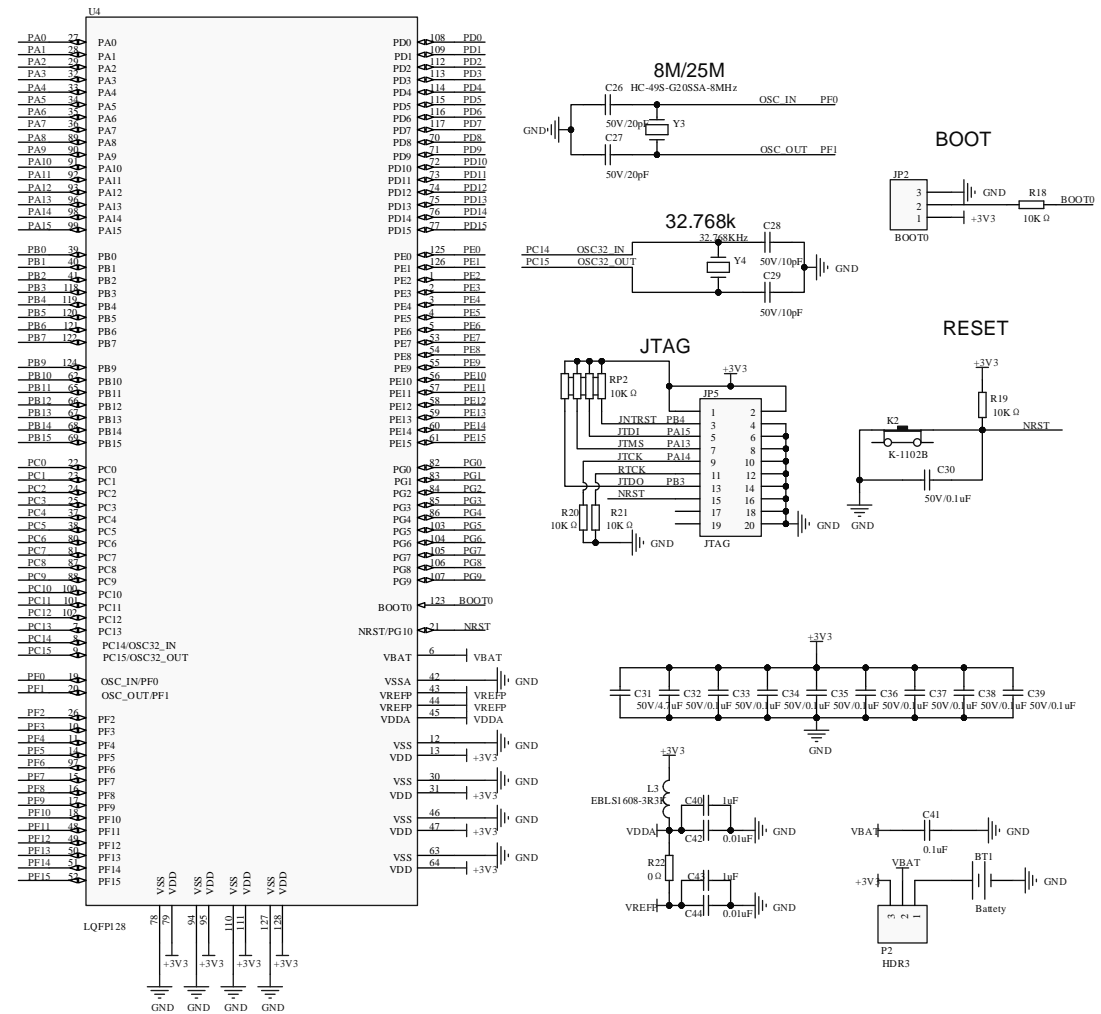 U4
PA0 27 PA0 PD0 108 PD0
PA1 28 PA1 PD1 109 PD1
PA2 29 PA2 PD2 112 PD2
PA3 32 PA3 PD3 113 PD3
PA4 33 PA4 PD4 114 PD4
PA5 34 PA5 PD5 115 PD5
PA6 35 PA6 PD6 116 PD6
PA7 36 PA7 PD7 117 PD7
PA8 89 PA8 PD8 70 PD8
PA9 90 PA9 PD9 71 PD9
PA10 91 PA10 PD10 72 PD10
PA11 92 PA11 PD11 73 PD11
PA12 93 PA12 PD12 74 PD12
PA13 96 PA13 PD13 75 PD13
PA14 98 PA14 PD14 76 PD14
PA15 99 PA15 PD15 77 PD15
PB0 39 PB0 PE0 125 PE0
PB1 40 PB1 PE1 126 PE1
PB2 41 PB2 PE2 1 PE2
PB3 118 PB3 PE3 2 PE3
PB4 119 PB4 PE4 3 PE4
PB5 120 PB5 PE5 4 PE5
PB6 121 PB6 PE6 5 PE6
PB7 122 PB7 PE7 53 PE7
PE8 54 PE8
PB9 124 PB9 PE9 55 PE9
PB10 62 PB10 PE10 56 PE10
PB11 65 PB11 PE11 57 PE11
PB12 66 PB12 PE12 58 PE12
PB13 67 PB13 PE13 59 PE13
PB14 68 PB14 PE14 60 PE14
PB15 69 PB15 PE15 61 PE15
PC0 22 PC0 PG0 82 PG0
PC1 23 PC1 PG1 83 PG1
PC2 24 PC2 PG2 84 PG2
PC3 25 PC3 PG3 85 PG3
PC4 37 PC4 PG4 86 PG4
PC5 38 PC5 PG5 103 PG5
PC6 80 PC6 PG6 104 PG6
PC7 81 PC7 PG7 105 PG7
PC8 87 PC8 PG8 106 PG8
PC9 88 PC9 PG9 107 PG9
PC10 100 PC10
PC11 101 PC11 BOOT0 123 BOOT0
PC12 102 PC12
PC13 7 PC13 NRST/PG10 21 NRST
PC14 8 PC14/OSC32_IN
PC15 9 PC15/OSC32_OUT VBAT 6 VBAT
PF0 19 OSC_IN/PF0 VSSA 42 GND
PF1 20 OSC_OUT/PF1 VREFP 43 VREFP
VREFP 44 VREFP
PF2 26 PF2 VDDA 45 VDDA
PF3 10 PF3
PF4 11 PF4 VSS 12 GND
PF5 14 PF5 VDD 13 +3V3
PF6 97 PF6
PF7 15 PF7 VSS 30 GND
PF8 16 PF8 VDD 31 +3V3
PF9 17 PF9
PF10 18 PF10 VSS 46 GND
PF11 48 PF11 VDD 47 +3V3
PF12 49 PF12
PF13 50 PF13 VSS 63 GND
PF14 51 PF14 VDD 64 +3V3
PF15 52 PF15
VSS VDD VSS VDD VSS VDD VSS VDD
78 79 94 95 110 111 127 128
LQFP128
+3V3 +3V3 +3V3 +3V3
GND GND GND GND
8M/25M
HC-49S-G20SSA-8MHz
C26 OSC_IN PF0
50V/20pF
GND Y3
C27 OSC_OUT PF1
50V/20pF
BOOT
JP2
3 GND
2 R18 BOOT0
1 +3V3 10KΩ
BOOT0
32.768k
32.768KHz C28
PC14 OSC32_IN
PC15 OSC32_OUT 50V/10pF
Y4 GND
C29
50V/10pF
JTAG
+3V3
RP2
10KΩ
JP5
1 2
JNTRST PB4 3 4
JTDI PA15 5 6
JTMS PA13 7 8
JTCK PA14 9 10
RTCK 11 12
JTDO PB3 13 14
NRST 15 16
17 18
19 20 GND
R20 R21
10KΩ 10KΩ
GND
JTAG
RESET
+3V3
R19
10KΩ
K2 NRST
K-1102B
C30
50V/0.1uF
GND
+3V3
C31 C32 C33 C34 C35 C36 C37 C38 C39
50V/4.7uF 50V/0.1uF 50V/0.1uF 50V/0.1uF 50V/0.1uF 50V/0.1uF 50V/0.1uF 50V/0.1uF 50V/0.1uF
GND
+3V3
L3
C40 1uF
VDDA C42 0.01uF GND
R22
0Ω
C43 1uF
VREFP C44 0.01uF GND
VBAT C41 GND
0.1uF
VBAT BT1
+3V3 GND
Battety
3 2 1
P2
HDR3